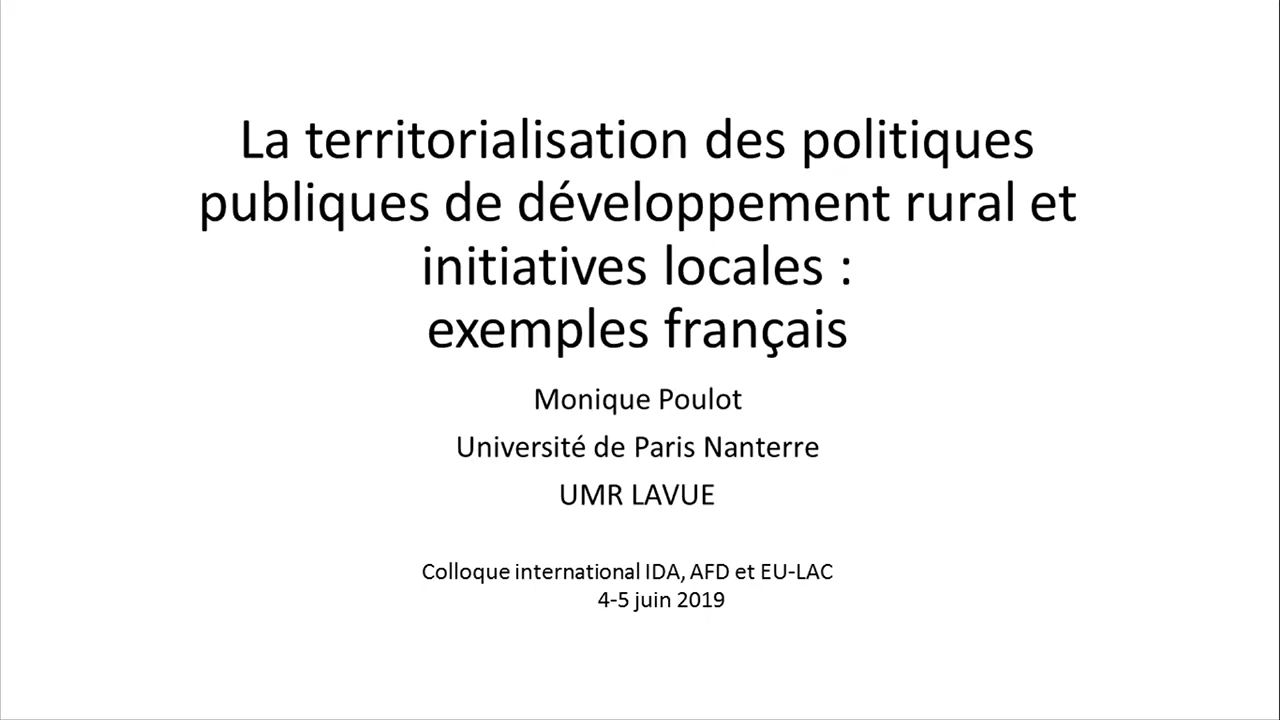 La territorialisation des politiques
publiques de développement rural et
initiatives locales :
exemples français
Monique Poulot
Université de Paris Nanterre
UMR LAVUE
Colloque international IDA, AFD et EU-LAC
4-5 juin 2019